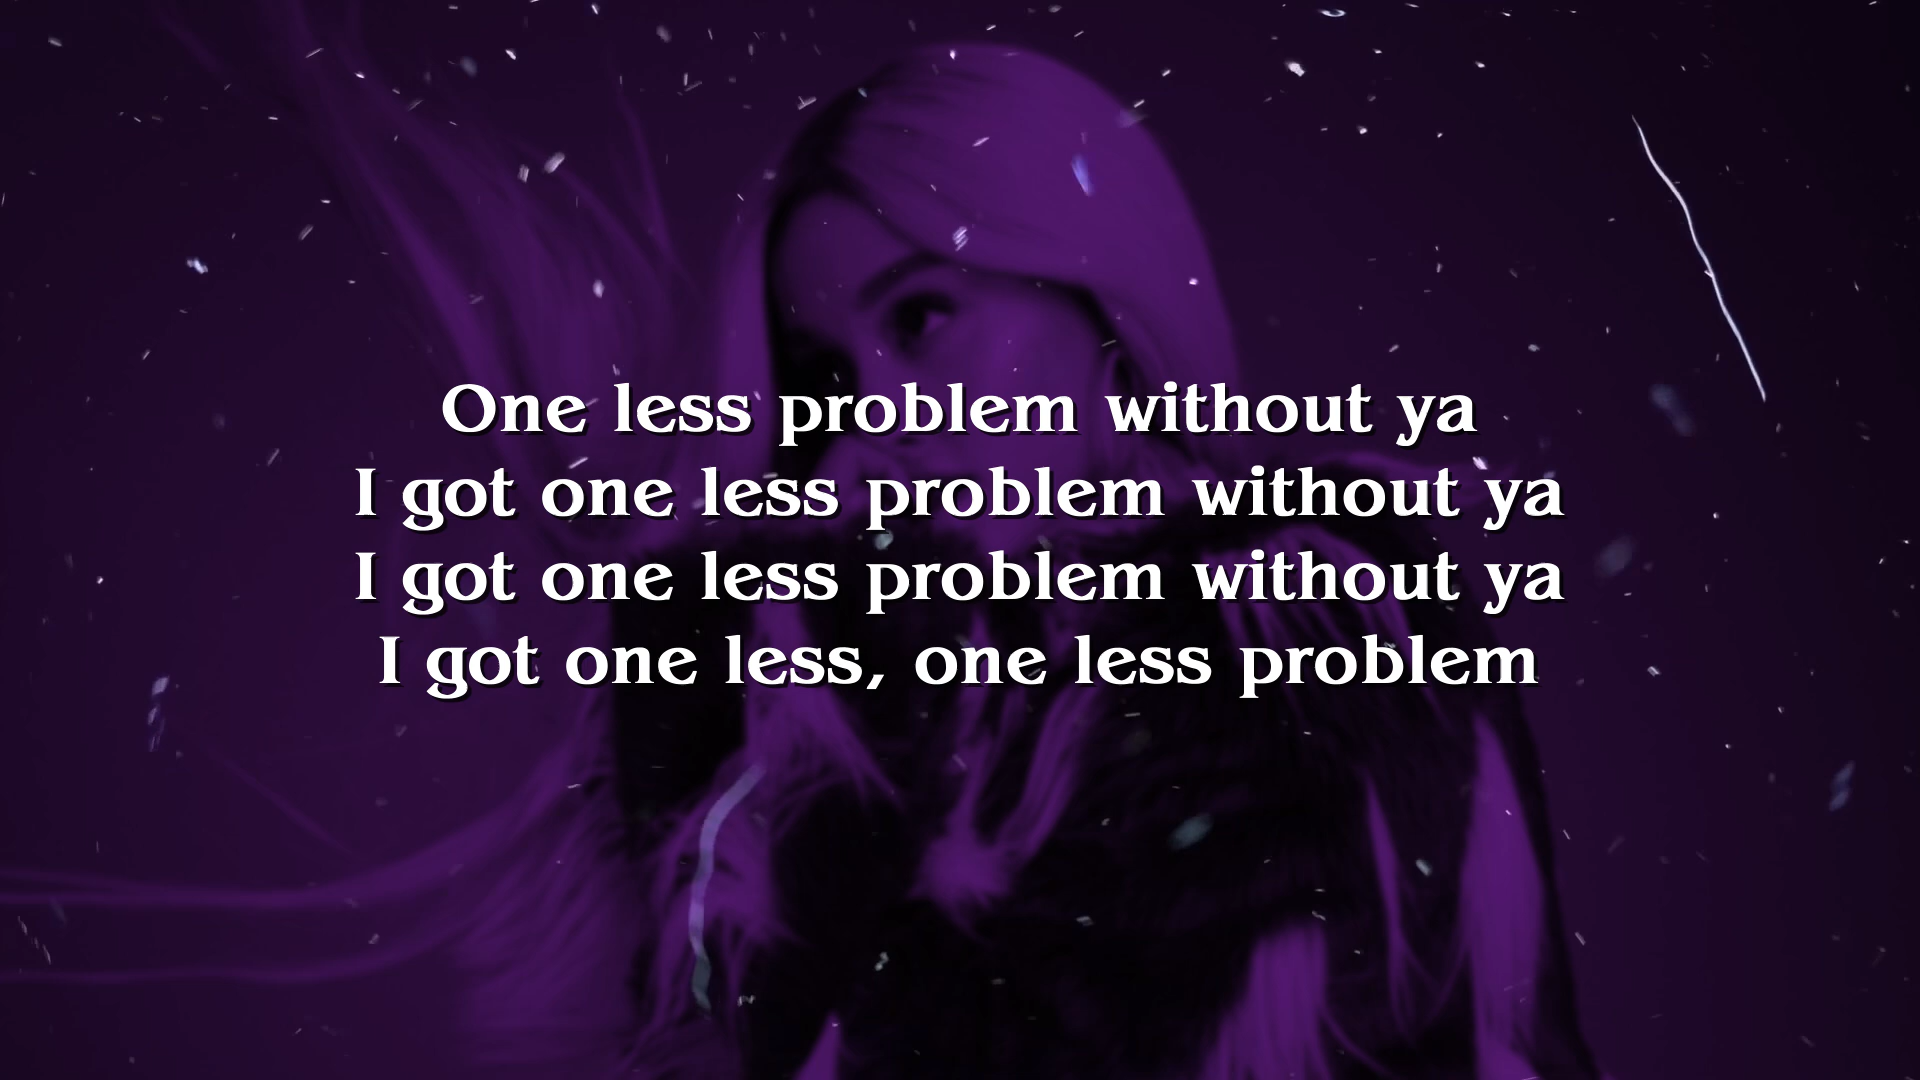 One less problem without ya
I got one less problem without ya
I got one less problem without ya
I got one less, one less problem